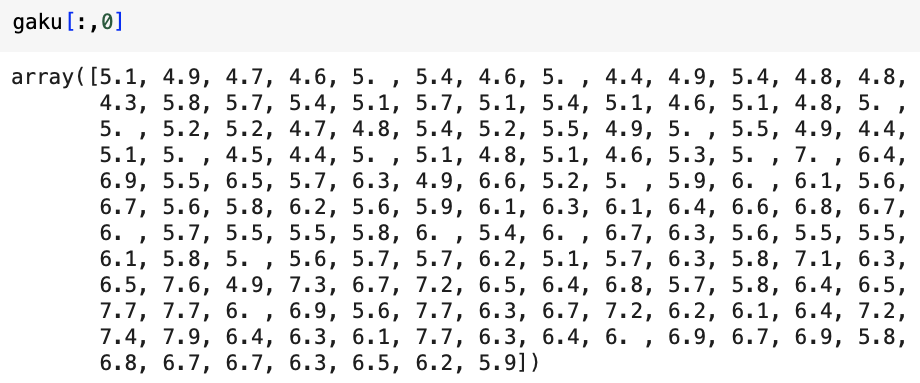 gaku[:,0]
array([5.1, 4.9, 4.7, 4.6, 5. , 5.4, 4.6, 5. , 4.4, 4.9, 5.4, 4.8, 4.8,
       4.3, 5.8, 5.7, 5.4, 5.1, 5.7, 5.1, 5.4, 5.1, 4.6, 5.1, 4.8, 5. ,
       5. , 5.2, 5.2, 4.7, 4.8, 5.4, 5.2, 5.5, 4.9, 5. , 5.5, 4.9, 4.4,
       5.1, 5. , 4.5, 4.4, 5. , 5.1, 4.8, 5.1, 4.6, 5.3, 5. , 7. , 6.4,
       6.9, 5.5, 6.5, 5.7, 6.3, 4.9, 6.6, 5.2, 5. , 5.9, 6. , 6.1, 5.6,
       6.7, 5.6, 5.8, 6.2, 5.6, 5.9, 6.1, 6.3, 6.1, 6.4, 6.6, 6.8, 6.7,
       6. , 5.7, 5.5, 5.5, 5.8, 6. , 5.4, 6. , 6.7, 6.3, 5.6, 5.5, 5.5,
       6.1, 5.8, 5. , 5.6, 5.7, 5.7, 6.2, 5.1, 5.7, 6.3, 5.8, 7.1, 6.3,
       6.5, 7.6, 4.9, 7.3, 6.7, 7.2, 6.5, 6.4, 6.8, 5.7, 5.8, 6.4, 6.5,
       7.7, 7.7, 6. , 6.9, 5.6, 7.7, 6.3, 6.7, 7.2, 6.2, 6.1, 6.4, 7.2,
       7.4, 7.9, 6.4, 6.3, 6.1, 7.7, 6.3, 6.4, 6. , 6.9, 6.7, 6.9, 5.8,
       6.8, 6.7, 6.7, 6.3, 6.5, 6.2, 5.9])